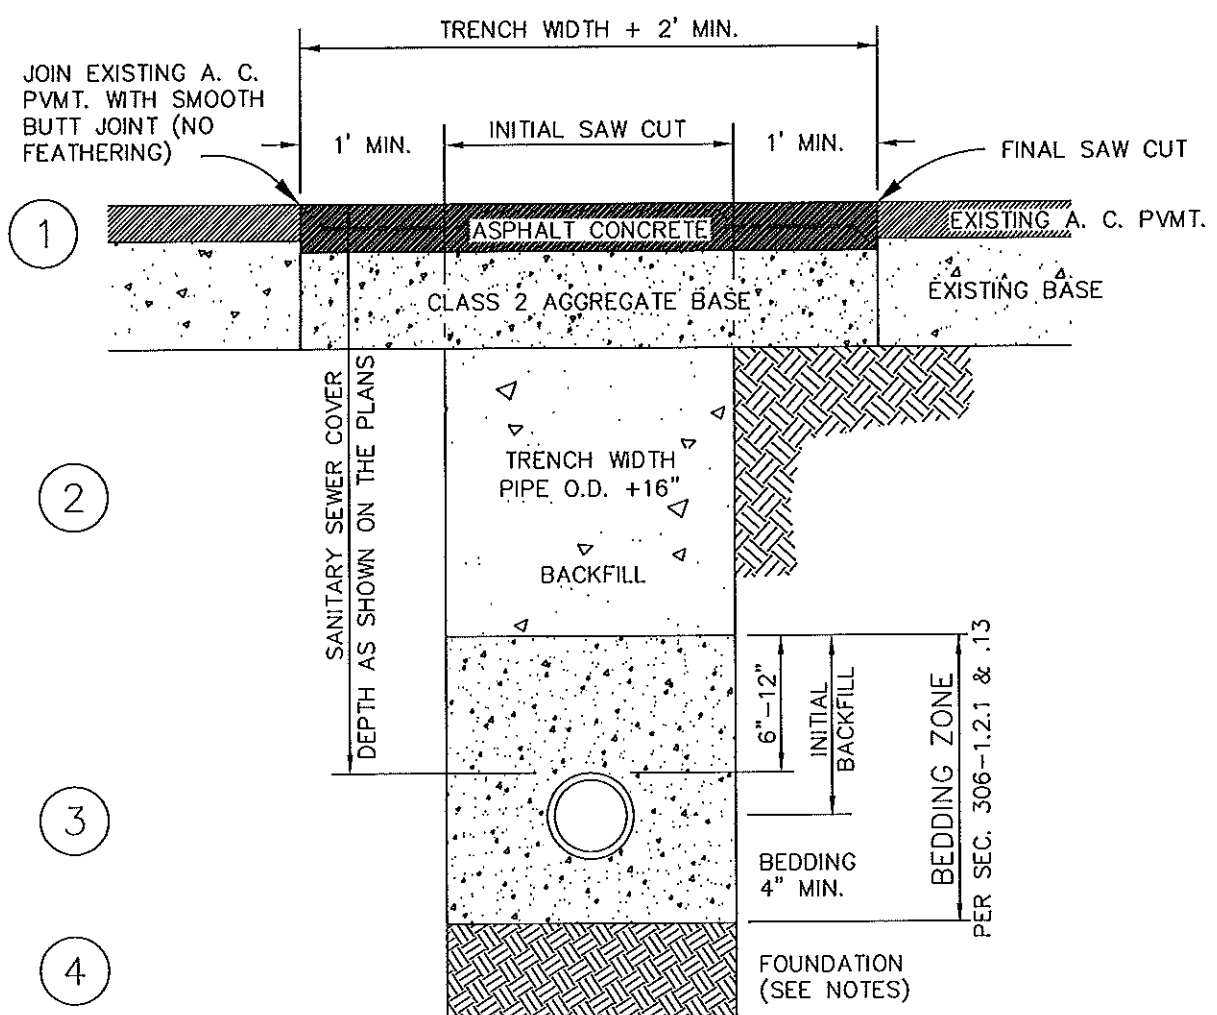 TRENCH WIDTH + 2' MIN.
JOIN EXISTING A. C.
PVMT. WITH SMOOTH
BUTT JOINT (NO
FEATHERING)
1' MIN.
INITIAL SAW CUT
1' MIN.
FINAL SAW CUT
1
ASPHALT CONCRETE
EXISTING A. C. PVMT.
CLASS 2 AGGREGATE BASE
EXISTING BASE
SANITARY SEWER COVER
DEPTH AS SHOWN ON THE PLANS
2
TRENCH WIDTH
PIPE O.D. +16"
BACKFILL
6"-12"
INITIAL
BACKFILL
BEDDING ZONE
PER SEC. 306-1.2.1 & .13
3
BEDDING
4" MIN.
4
FOUNDATION
(SEE NOTES)